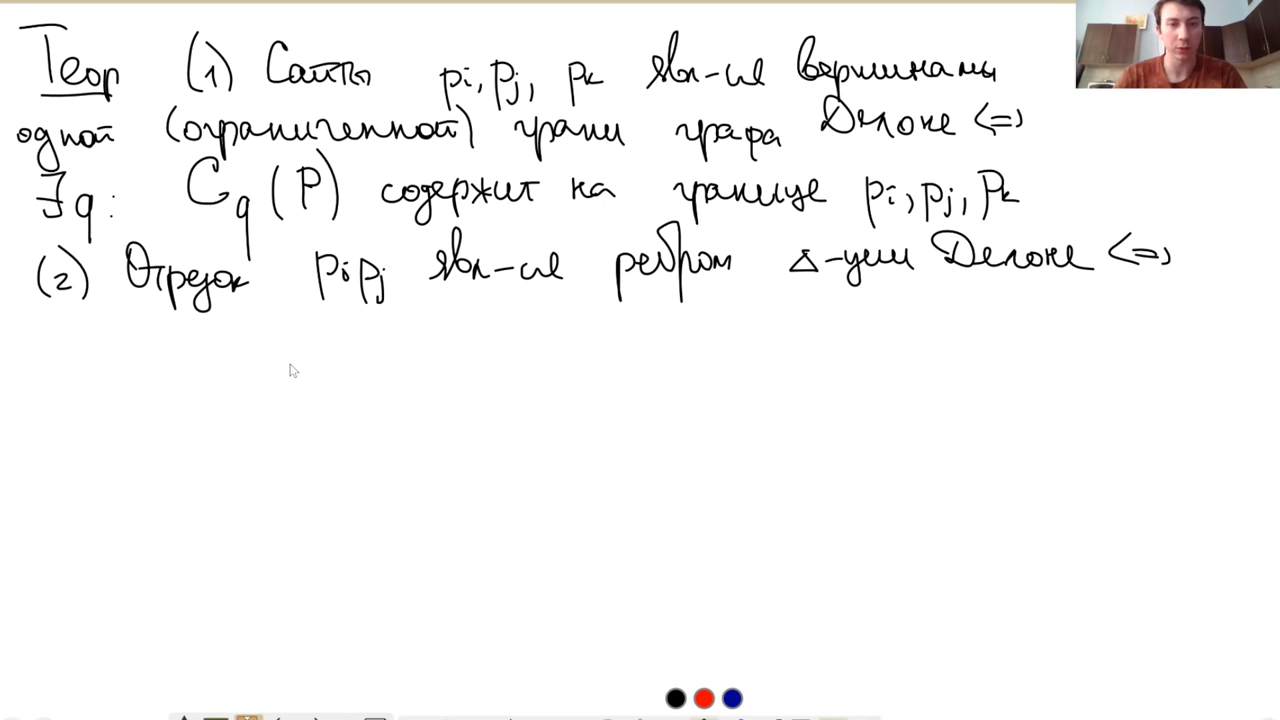 Теор (1) Сайты pi, pj, pk явл-ся вершинами
одной (ограниченной) грани графа Делоне <=>
∃q: Cq(P) содержит на границе pi, pj, pk
(2) Отрезок pipj явл-ся ребром Δ-ции Делоне <=>